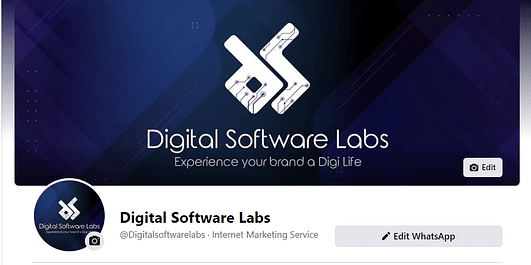 Digital Software Labs
Experience your brand a Digi Life
Edit
Digital Software Labs
Experience your brand a Digi Life
Digital Software Labs
@Digitalsoftwarelabs · Internet Marketing Service
Edit WhatsApp